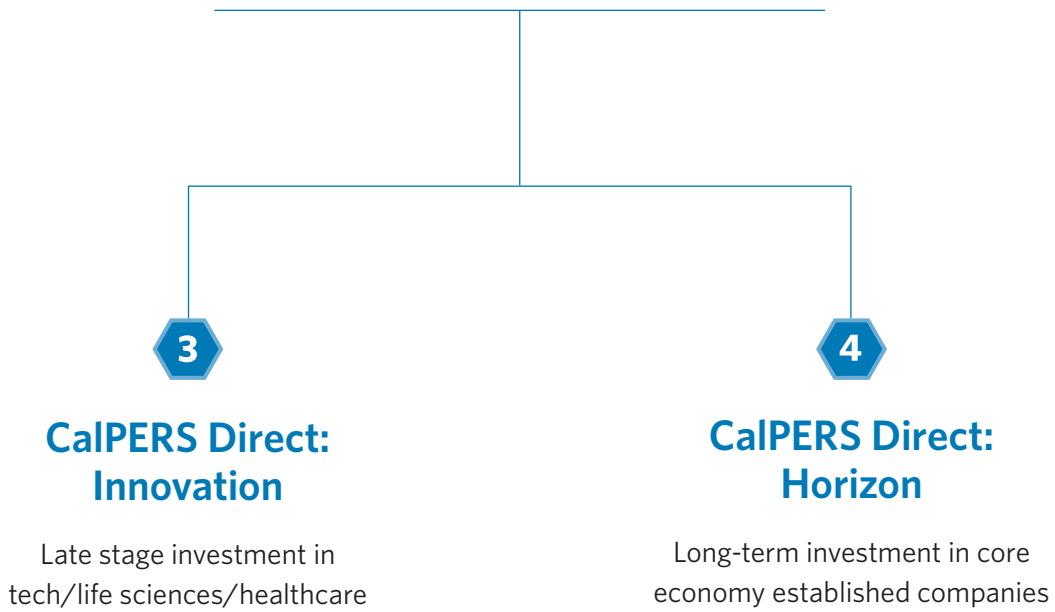 3
CalPERS Direct:
Innovation
Late stage investment in
tech/life sciences/healthcare
4
CalPERS Direct:
Horizon
Long-term investment in core
economy established companies